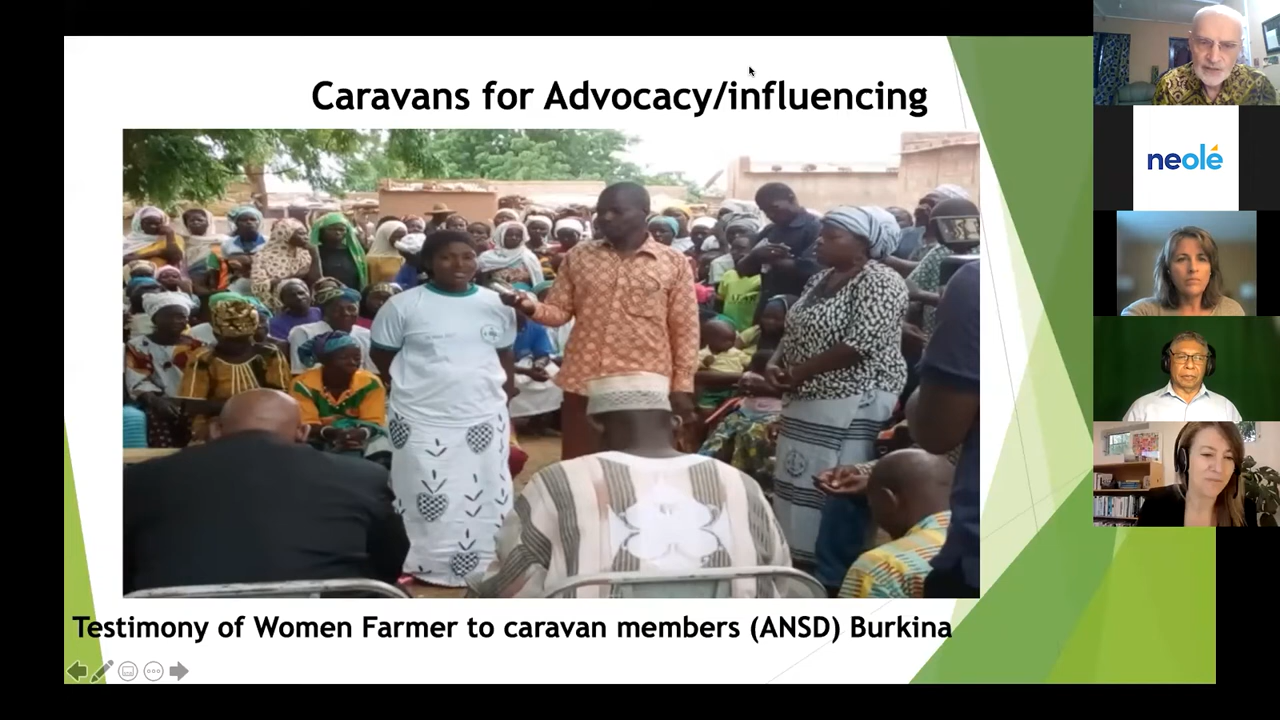 Caravans for Advocacy/influencing
neolé
Testimony of Women Farmer to caravan members (ANSD) Burkina